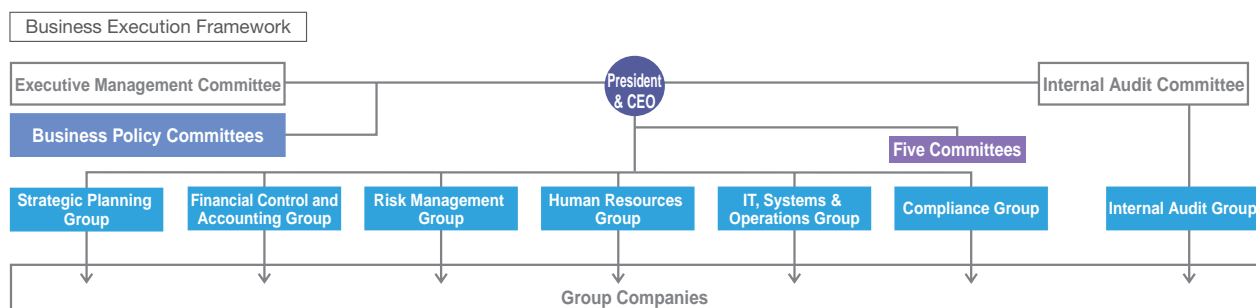 Business Execution Framework
Executive Management Committee
President
& CEO
Internal Audit Committee
Business Policy Committees
Five Committees
Strategic Planning
Group
Financial Control and
Accounting Group
Risk Management
Group
Human Resources
Group
IT, Systems &
Operations Group
Compliance Group
Internal Audit Group
Group Companies